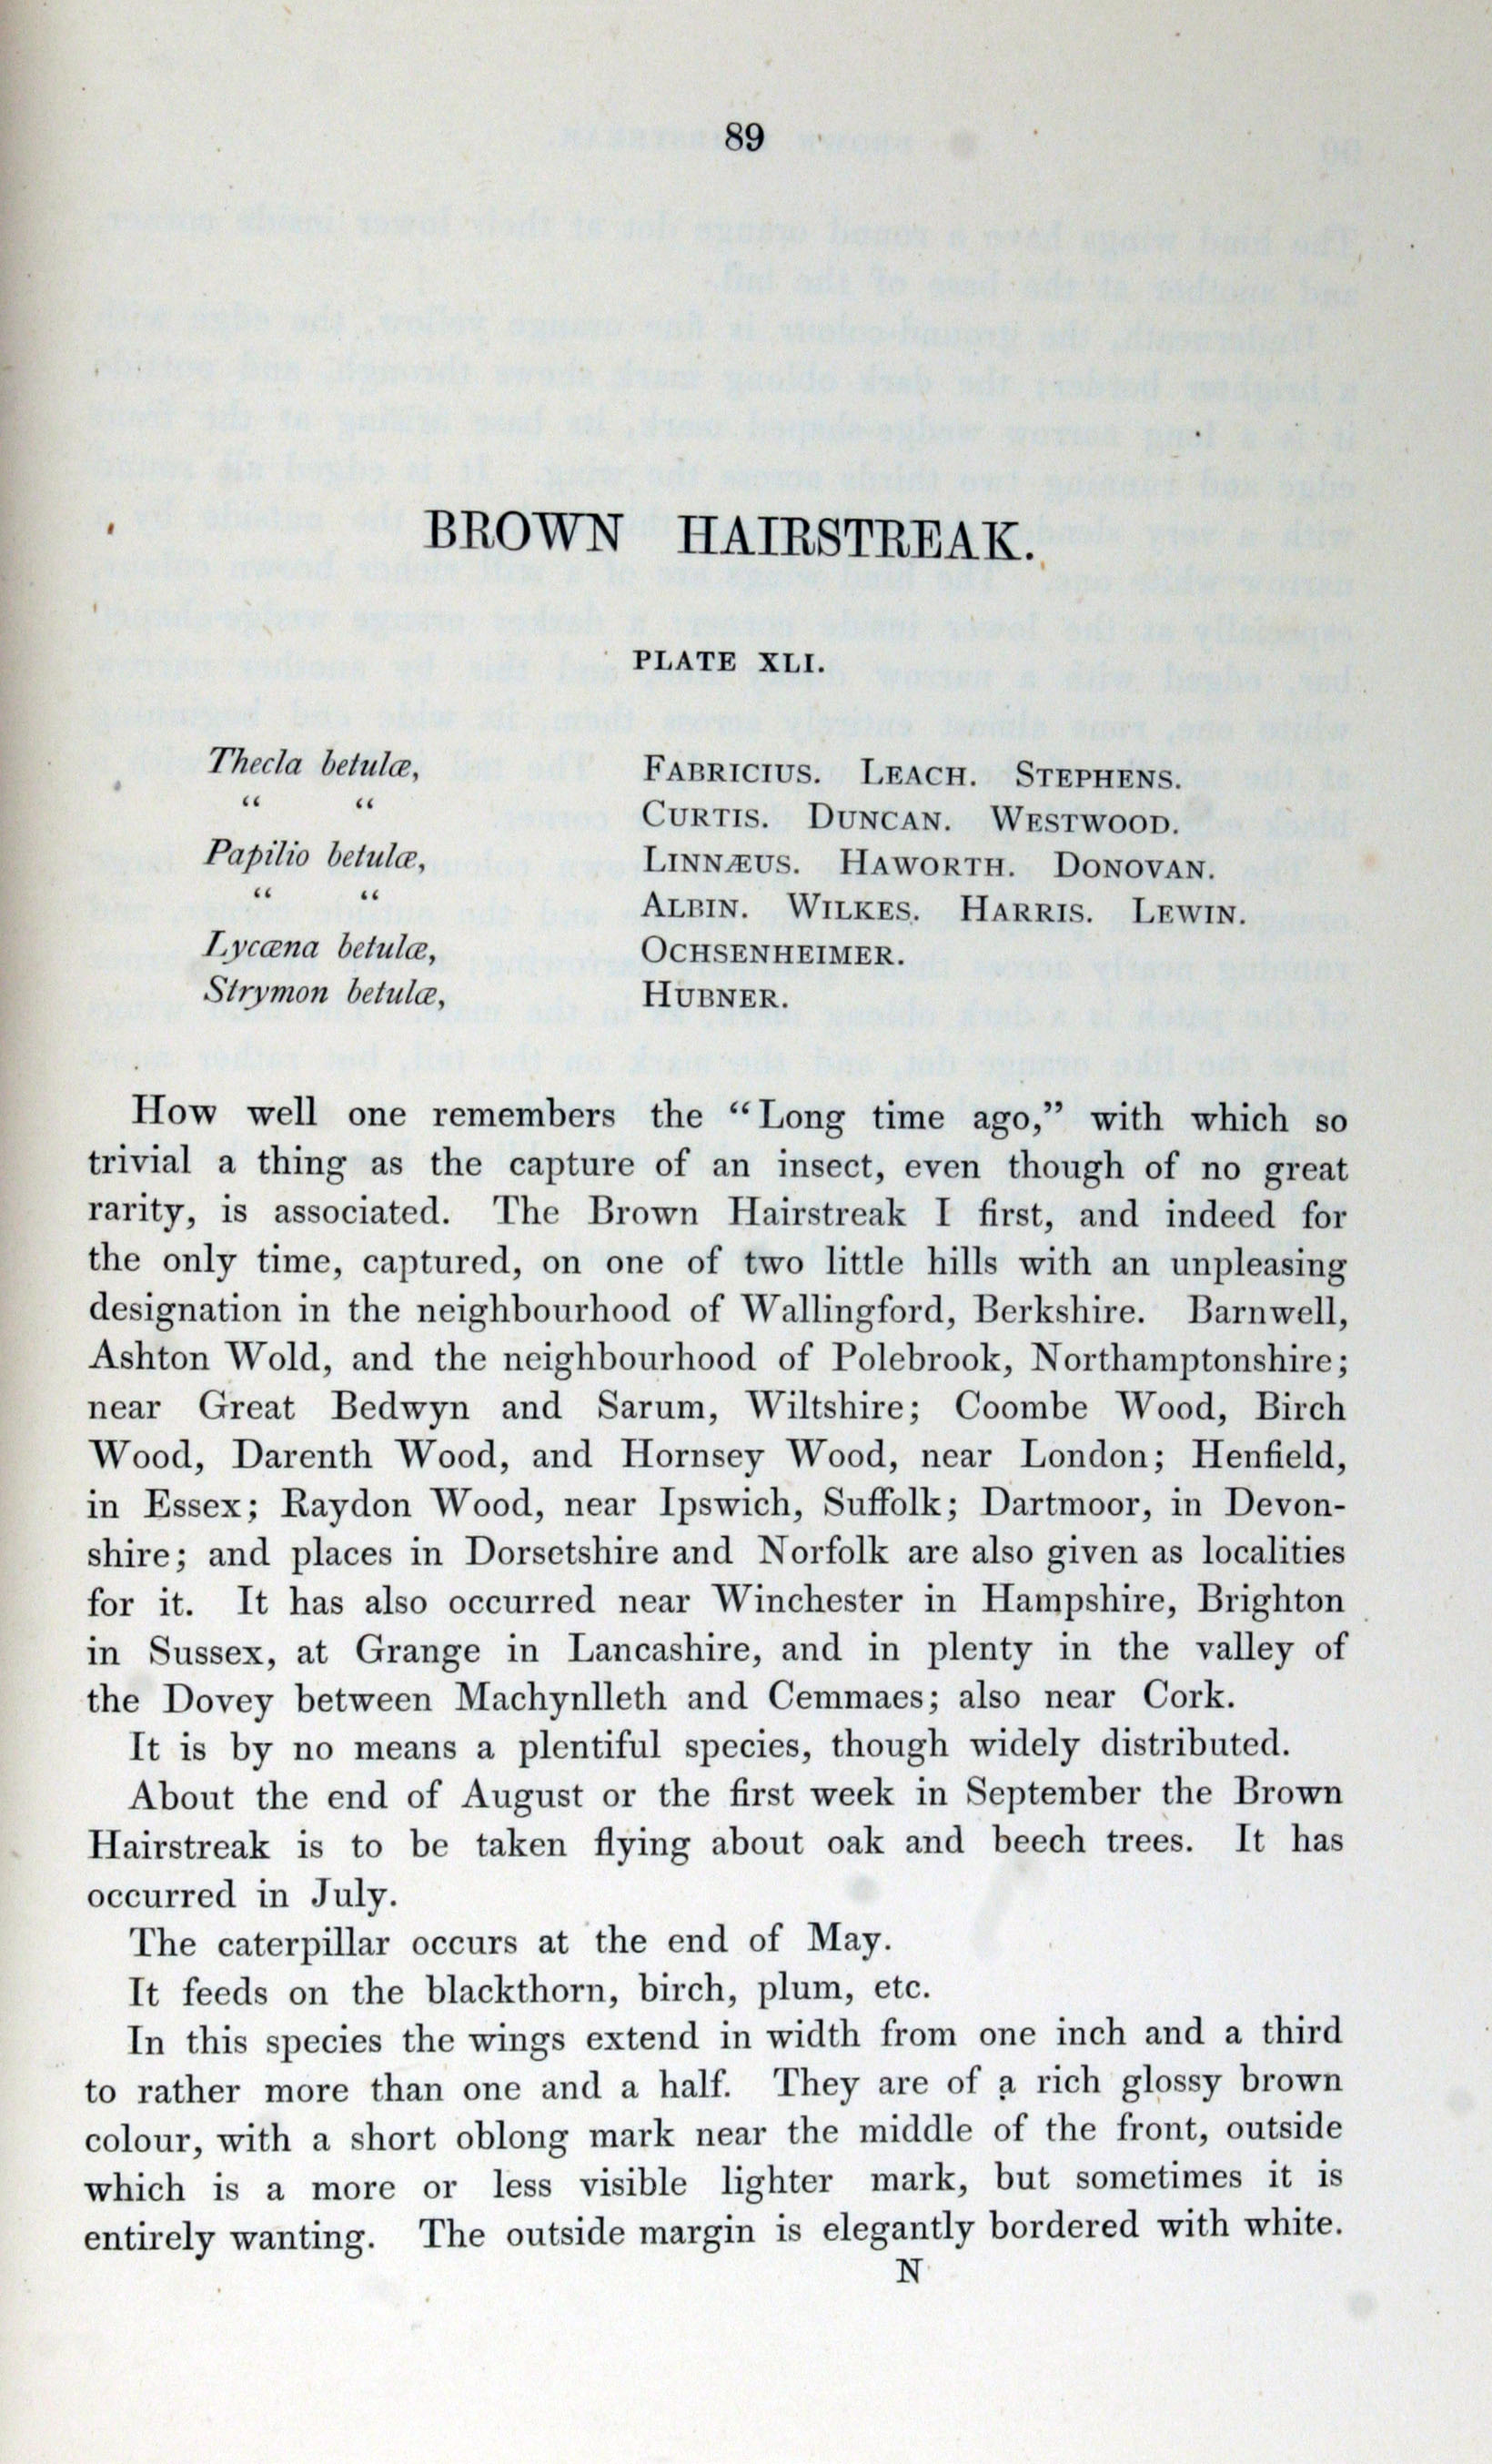 89
BROWN HAIRSTREAK.
PLATE XLI.
Thecla betulæ, FABRICIUS. LEACH. STEPHENS.
“ “ CURTIS. DUNCAN. WESTWOOD.
Papilio betulæ, LINNÆUS. HAWORTH. DONOVAN.
“ “ ALBIN. WILKES. HARRIS. LEWIN.
Lycæna betulæ, OCHSENHEIMER.
Strymon betulæ, HUBNER.
How well one remembers the “Long time ago,” with which so
trivial a thing as the capture of an insect, even though of no great
rarity, is associated. The Brown Hairstreak I first, and indeed for
the only time, captured, on one of two little hills with an unpleasing
designation in the neighbourhood of Wallingford, Berkshire. Barnwell,
Ashton Wold, and the neighbourhood of Polebrook, Northamptonshire;
near Great Bedwyn and Sarum, Wiltshire; Coombe Wood, Birch
Wood, Darenth Wood, and Hornsey Wood, near London; Henfield,
in Essex; Raydon Wood, near Ipswich, Suffolk; Dartmoor, in Devon-
shire; and places in Dorsetshire and Norfolk are also given as localities
for it. It has also occurred near Winchester in Hampshire, Brighton
in Sussex, at Grange in Lancashire, and in plenty in the valley of
the Dovey between Machynlleth and Cemmaes; also near Cork.
It is by no means a plentiful species, though widely distributed.
About the end of August or the first week in September the Brown
Hairstreak is to be taken flying about oak and beech trees. It has
occurred in July.
The caterpillar occurs at the end of May.
It feeds on the blackthorn, birch, plum, etc.
In this species the wings extend in width from one inch and a third
to rather more than one and a half. They are of a rich glossy brown
colour, with a short oblong mark near the middle of the front, outside
which is a more or less visible lighter mark, but sometimes it is
entirely wanting. The outside margin is elegantly bordered with white.
N